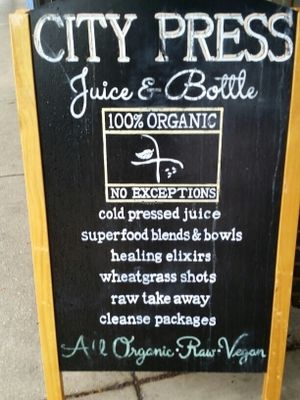 CITY PRESS
Juice & Bottle
100% ORGANIC
NO EXCEPTIONS
cold pressed juice
superfood blends & bowls
healing elixirs
wheatgrass shots
raw take away
cleanse packages
All Organic·Raw·Vegan